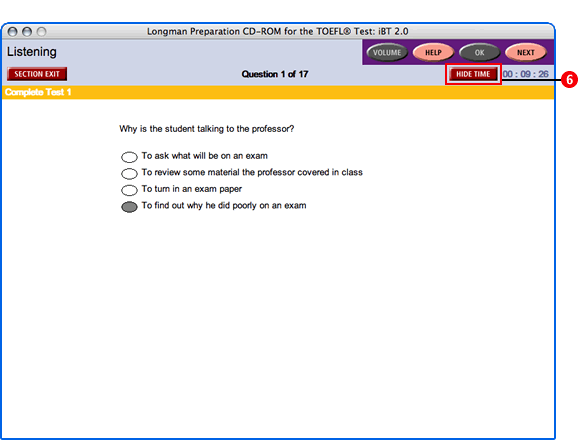 Longman Preparation CD-ROM for the TOEFL® Test: iBT 2.0
Listening
VOLUME HELP OK NEXT
SECTION EXIT Question 1 of 17 HIDE TIME 00 : 09 : 26 6
Complete Test 1
Why is the student talking to the professor?
To ask what will be on an exam
To review some material the professor covered in class
To turn in an exam paper
To find out why he did poorly on an exam